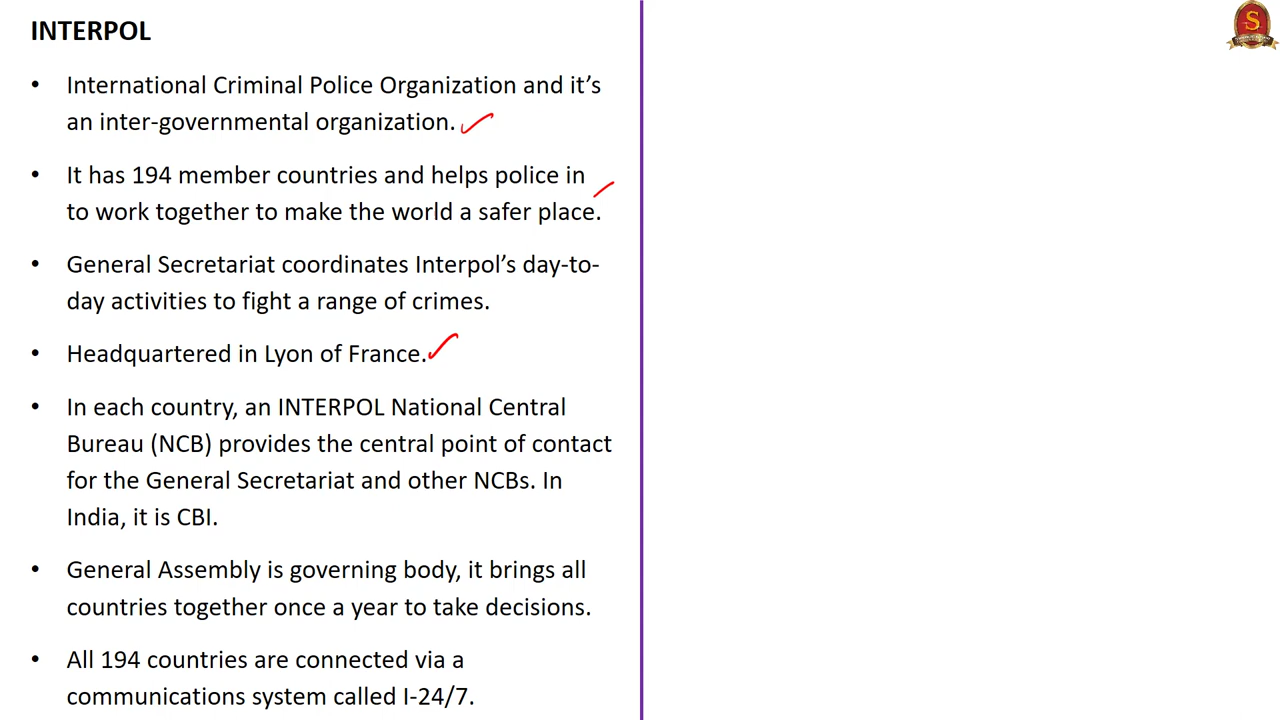 INTERPOL
• International Criminal Police Organization and it’s
an inter-governmental organization.
• It has 194 member countries and helps police in
to work together to make the world a safer place.
• General Secretariat coordinates Interpol’s day-to-
day activities to fight a range of crimes.
• Headquartered in Lyon of France.
• In each country, an INTERPOL National Central
Bureau (NCB) provides the central point of contact
for the General Secretariat and other NCBs. In
India, it is CBI.
• General Assembly is governing body, it brings all
countries together once a year to take decisions.
• All 194 countries are connected via a
communications system called I-24/7.
S